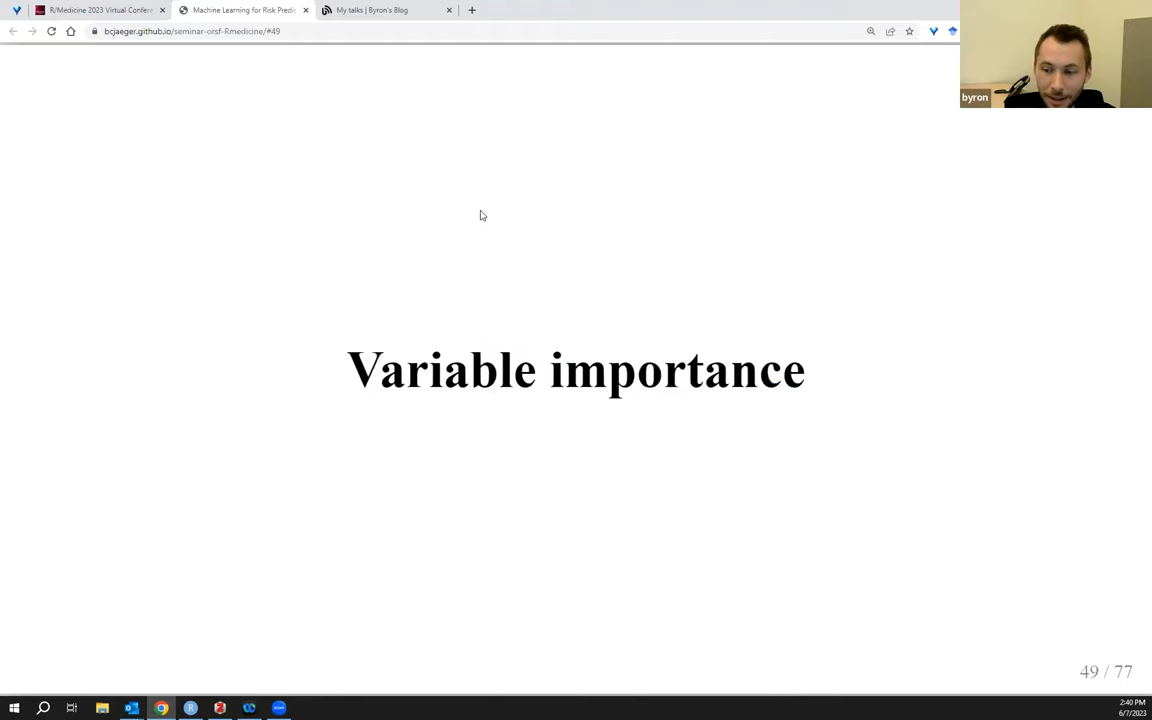 R/Medicine 2023 Virtual Confere
Machine Learning for Risk Predic
My talks | Byron's Blog
bcjaeger.github.io/seminar-orsf-Rmedicine/#49
byron
Variable importance
49 / 77
2:40 PM
6/7/2023